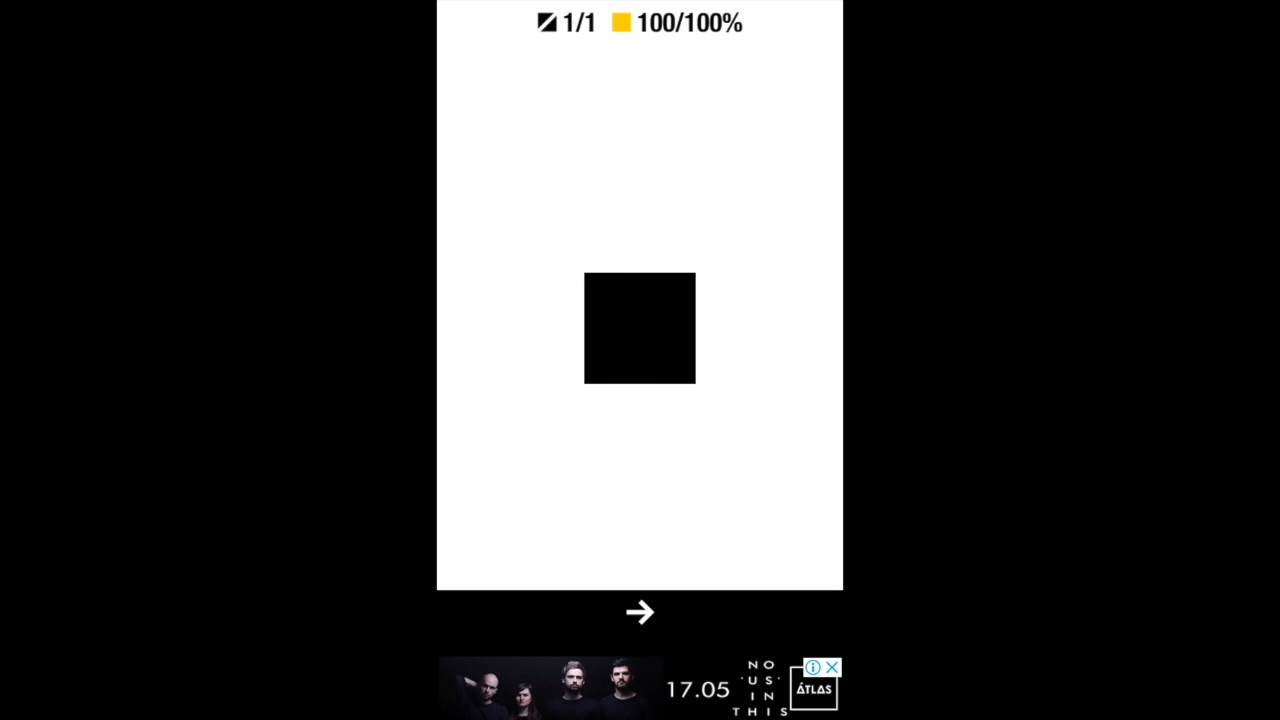 1/1 100/100%
17.05
NO
US
IN
THIS
ÁTLAS